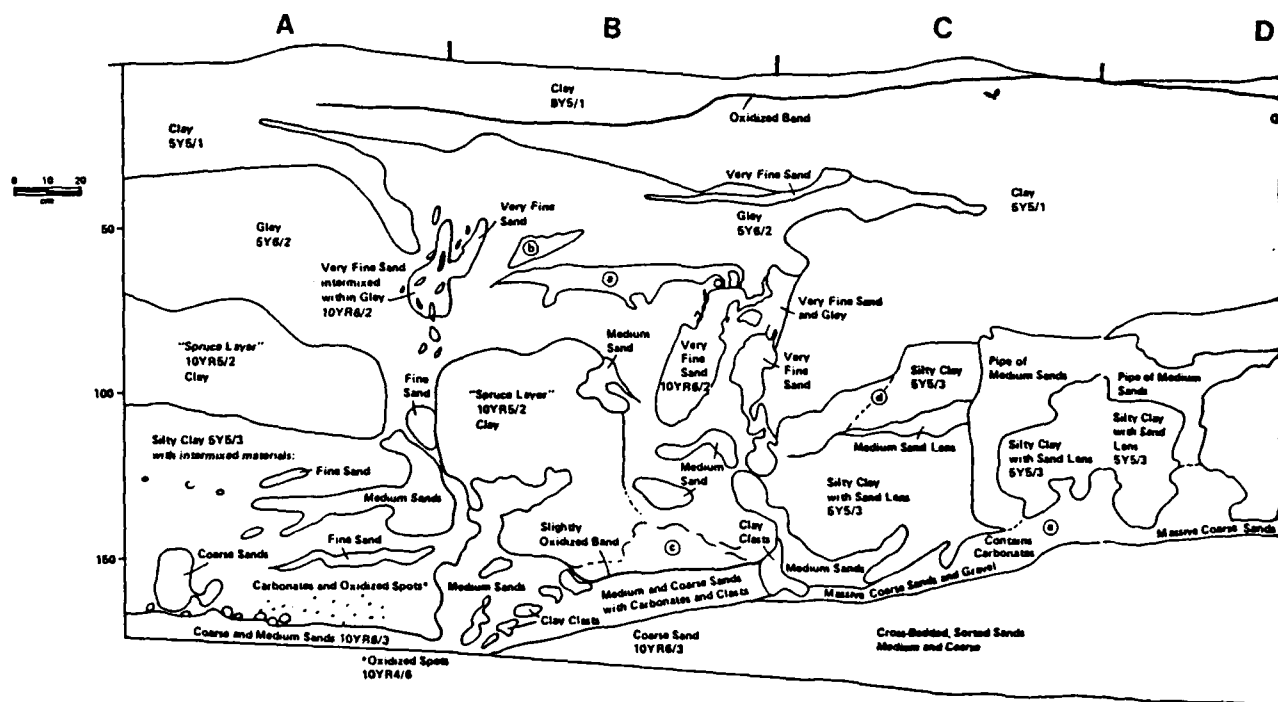 A
B
C
D
Clay
8Y5/1
Oxidized Band
Clay
5Y5/1
0 10 20
cm
Very Fine Sand
Clay
5Y5/1
50
Gley
5Y6/2
Very Fine
Sand
b
Gley
5Y6/2
Very Fine Sand
intermixed
within Gley
10YR6/2
Very Fine Sand
and Gley
"Spruce Layer"
10YR5/2
Clay
Medium
Sand
Very
Fine
Sand
10YR6/2
Very
Fine
Sand
Silty Clay
5Y5/3
Pipe of
Medium Sands
Pipe of Medium
Sands
100
Fine
Sand
"Spruce Layer"
10YR5/2
Clay
d
Medium Sand Lens
Silty Clay 5Y5/3
with intermixed materials:
Fine Sand
Medium Sands
Medium
Sand
Silty Clay
with Sand Lens
5Y5/3
Silty Clay
with Sand Lens
5Y5/3
Silty Clay
with Sand
Lens
5Y5/3
Fine Sand
Slightly
Oxidized Band
c
Clay
Clasts
Contains
Carbonates
Massive Coarse Sands
150
Coarse Sands
Carbonates and Oxidized Spots*
Medium Sands
Medium and Coarse Sands
with Carbonates and Clasts
Medium Sands
Massive Coarse Sands and Gravel
Clay Clasts
Coarse and Medium Sands 10YR6/3
Coarse Sand
10YR6/3
Cross-Bedded, Sorted Sands
Medium and Coarse
*Oxidized Spots
10YR4/6